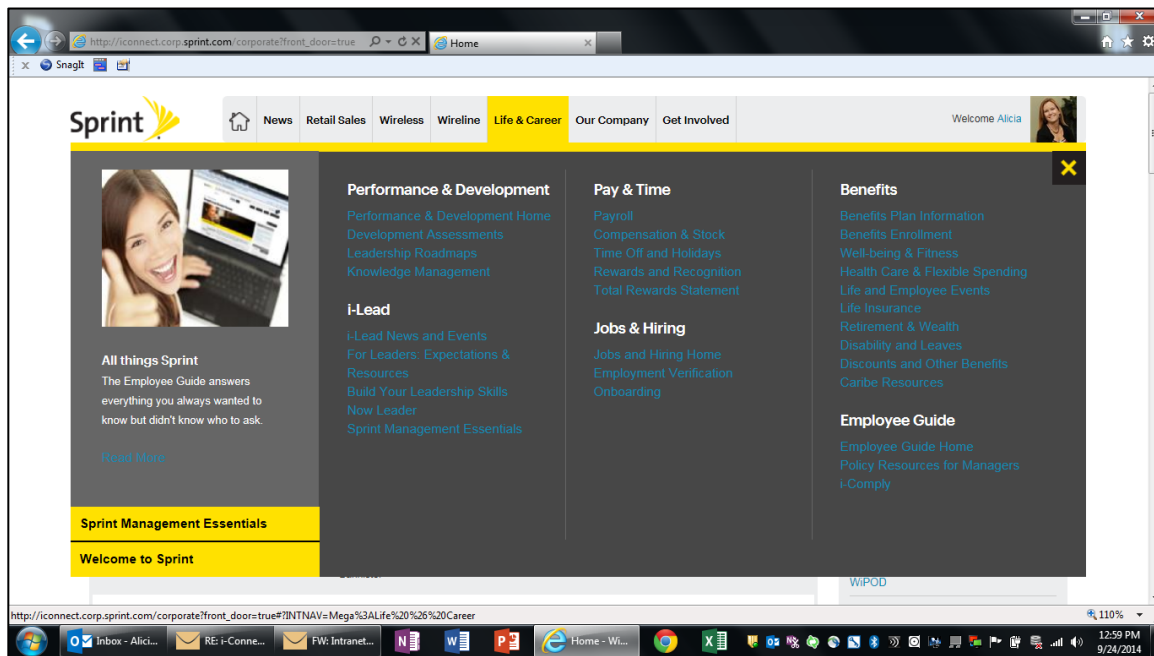 http://iconnect.corp.sprint.com/corporate?front_door=true
Home
x SnagIt
Sprint
News Retail Sales Wireless Wireline Life & Career Our Company Get Involved
Welcome Alicia
All things Sprint
The Employee Guide answers
everything you always wanted to
know but didn't know who to ask.
Read More
Sprint Management Essentials
Welcome to Sprint
Performance & Development
Performance & Development Home
Development Assessments
Leadership Roadmaps
Knowledge Management
i-Lead
i-Lead News and Events
For Leaders: Expectations &
Resources
Build Your Leadership Skills
Now Leader
Sprint Management Essentials
Pay & Time
Payroll
Compensation & Stock
Time Off and Holidays
Rewards and Recognition
Total Rewards Statement
Jobs & Hiring
Jobs and Hiring Home
Employment Verification
Onboarding
Benefits
Benefits Plan Information
Benefits Enrollment
Well-being & Fitness
Health Care & Flexible Spending
Life and Employee Events
Life Insurance
Retirement & Wealth
Disability and Leaves
Discounts and Other Benefits
Caribe Resources
Employee Guide
Employee Guide Home
Policy Resources for Managers
i-Comply
WiPOD
http://iconnect.corp.sprint.com/corporate?front_door=true#?INTNAV=Mega%3ALife%20%26%20Career
110%
Inbox - Alici...
RE: i-Conne...
FW: Intranet...
Home - Wi...
12:59 PM
9/24/2014